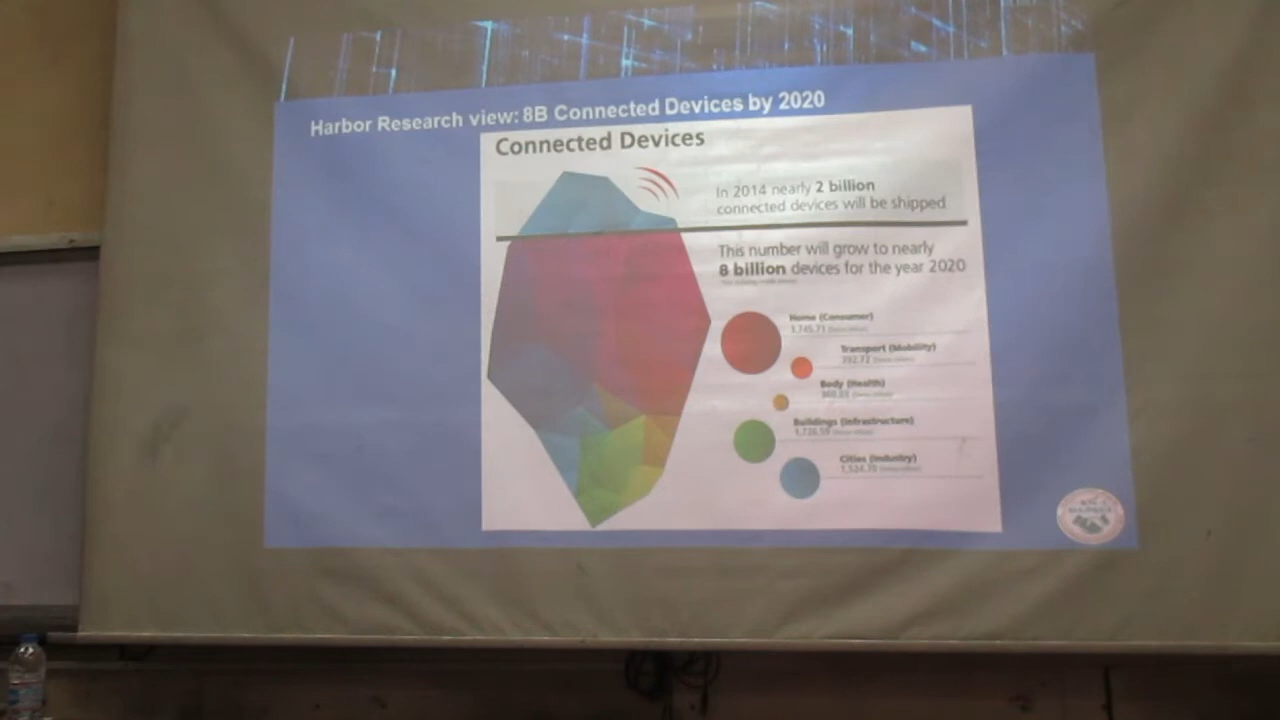 Harbor Research view: 8B Connected Devices by 2020
Connected Devices
In 2014 nearly 2 billion
connected devices will be shipped
This number will grow to nearly
8 billion devices for the year 2020
Home (Consumer)
Transport (Mobility)
Body (Health)
Buildings (Infrastructure)
Cities (Industry)